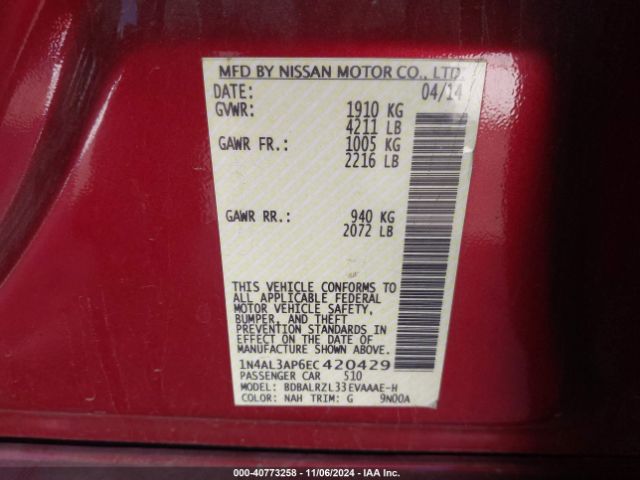 MFD BY NISSAN MOTOR CO., LTD.
DATE: 04/14
GVWR: 1910 KG
4211 LB
GAWR FR.: 1005 KG
2216 LB
GAWR RR.: 940 KG
2072 LB
THIS VEHICLE CONFORMS TO
ALL APPLICABLE FEDERAL
MOTOR VEHICLE SAFETY,
BUMPER, AND THEFT
PREVENTION STANDARDS IN
EFFECT ON THE DATE OF
MANUFACTURE SHOWN ABOVE.
1N4AL3AP6EC420429
PASSENGER CAR 510
MODEL: BDBALRZL33EVAAAE-H
COLOR: NAH TRIM: G 9N00A
000-40773258 - 11/06/2024 - IAA Inc.